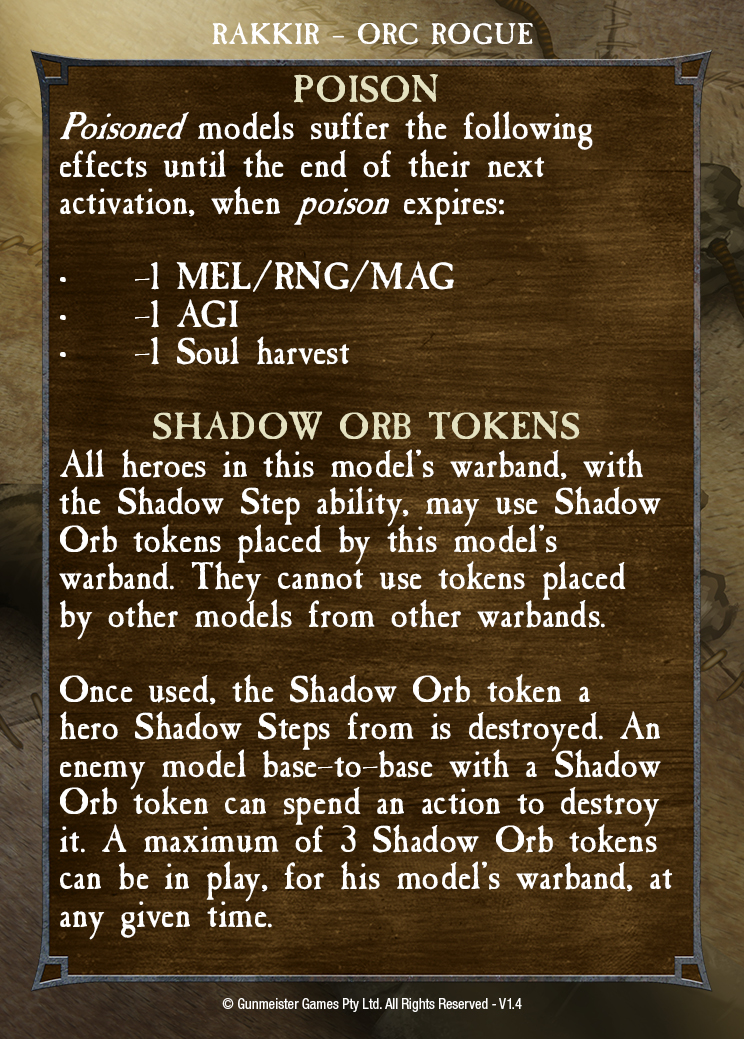 RAKKIR – ORC ROGUE
POISON
Poisoned models suffer the following
effects until the end of their next
activation, when poison expires:
· –1 MEL/RNG/MAG
· –1 AGI
· –1 Soul harvest
SHADOW ORB TOKENS
All heroes in this model's warband, with
the Shadow Step ability, may use Shadow
Orb tokens placed by this model's
warband. They cannot use tokens placed
by other models from other warbands.
Once used, the Shadow Orb token a
hero Shadow Steps from is destroyed. An
enemy model base–to–base with a Shadow
Orb token can spend an action to destroy
it. A maximum of 3 Shadow Orb tokens
can be in play, for his model's warband, at
any given time.
© Gunmeister Games Pty Ltd. All Rights Reserved - V1.4